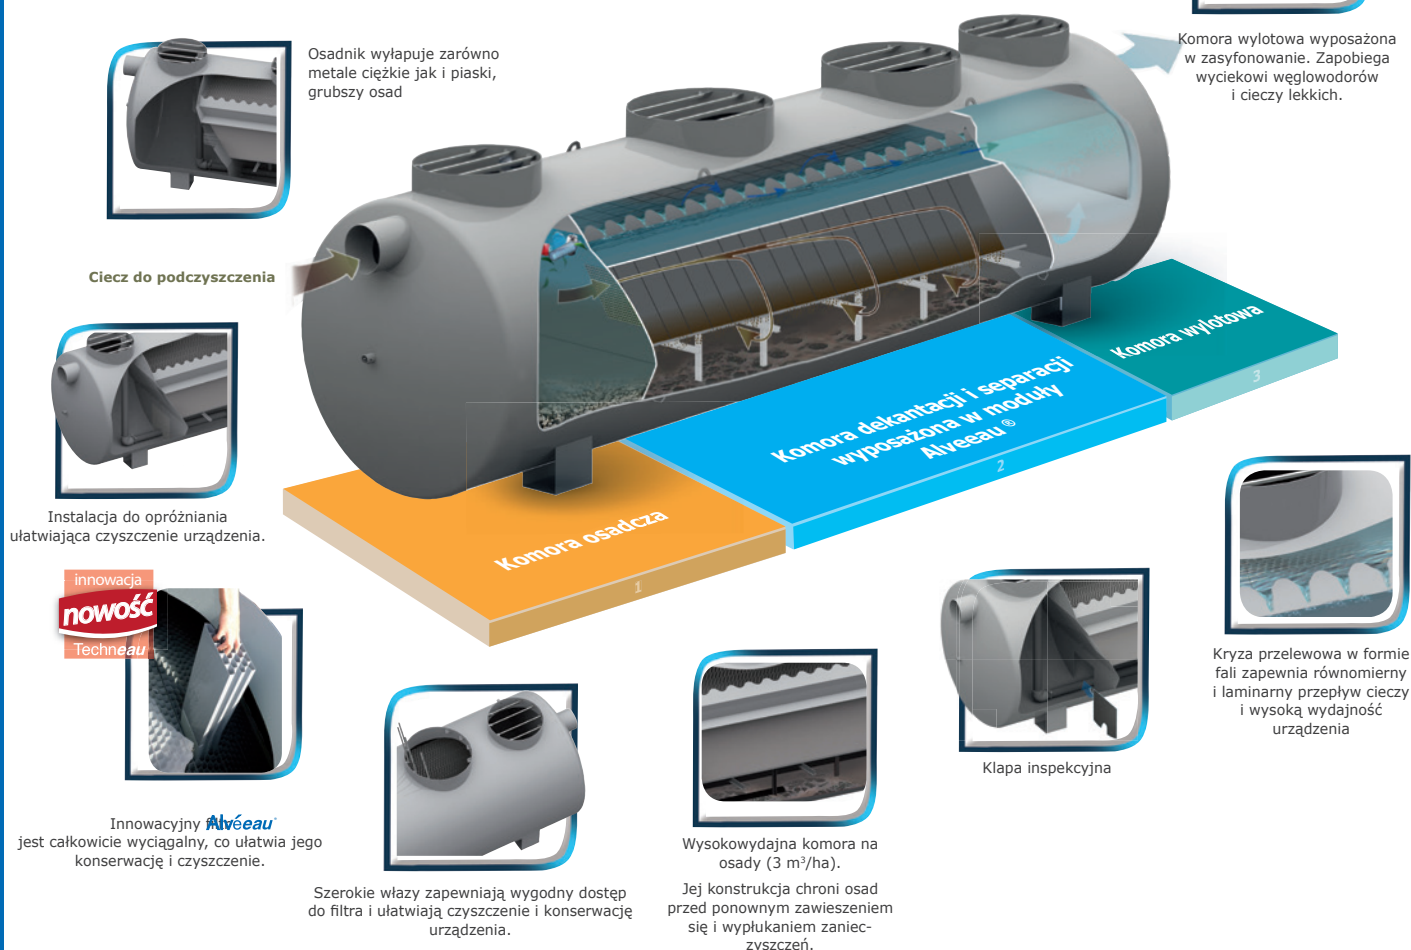 Osadnik wyłapuje zarówno
metale ciężkie jak i piaski,
grubszy osad
Komora wylotowa wyposażona
w zasyfonowanie. Zapobiega
wyciekowi węglowodorów
i cieczy lekkich.
Ciecz do podczyszczenia
Komora wylotowa
3
Komora dekantacji i separacji
wyposażona w moduły
Alveeau ®
2
Komora osadcza
1
Instalacja do opróżniania
ułatwiająca czyszczenie urządzenia.
innowacja
nowość
Techneau
Innowacyjny Alvéeau
jest całkowicie wyciągalny, co ułatwia jego
konserwację i czyszczenie.
Szerokie włazy zapewniają wygodny dostęp
do filtra i ułatwiają czyszczenie i konserwację
urządzenia.
Wysokowydajna komora na
osady (3 m³/ha).
Jej konstrukcja chroni osad
przed ponownym zawieszeniem
się i wypłukaniem zaniec-
zyszczeń.
Klapa inspekcyjna
Kryza przelewowa w formie
fali zapewnia równomierny
i laminarny przepływ cieczy
i wysoką wydajność
urządzenia